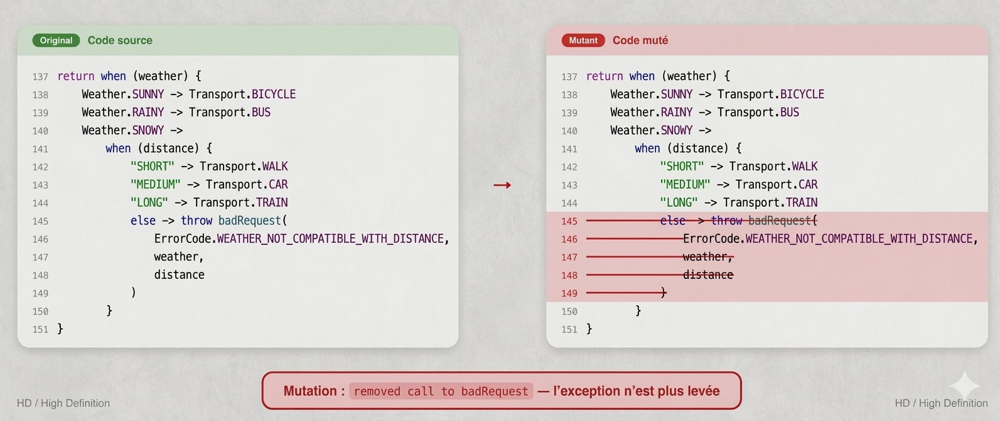 Original Code source
137 return when (weather) {
138 Weather.SUNNY -> Transport.BICYCLE
139 Weather.RAINY -> Transport.BUS
140 Weather.SNOWY ->
141 when (distance) {
142 "SHORT" -> Transport.WALK
143 "MEDIUM" -> Transport.CAR
144 "LONG" -> Transport.TRAIN
145 else -> throw badRequest(
146 ErrorCode.WEATHER_NOT_COMPATIBLE_WITH_DISTANCE,
147 weather,
148 distance
149 )
150 }
151 }
→
Mutant Code muté
137 return when (weather) {
138 Weather.SUNNY -> Transport.BICYCLE
139 Weather.RAINY -> Transport.BUS
140 Weather.SNOWY ->
141 when (distance) {
142 "SHORT" -> Transport.WALK
143 "MEDIUM" -> Transport.CAR
144 "LONG" -> Transport.TRAIN
145 else -> throw badRequest(
146 ErrorCode.WEATHER_NOT_COMPATIBLE_WITH_DISTANCE,
147 weather,
148 distance
149 )
150 }
151 }
Mutation : removed call to badRequest — l’exception n’est plus levée
HD / High Definition
HD / High Definition